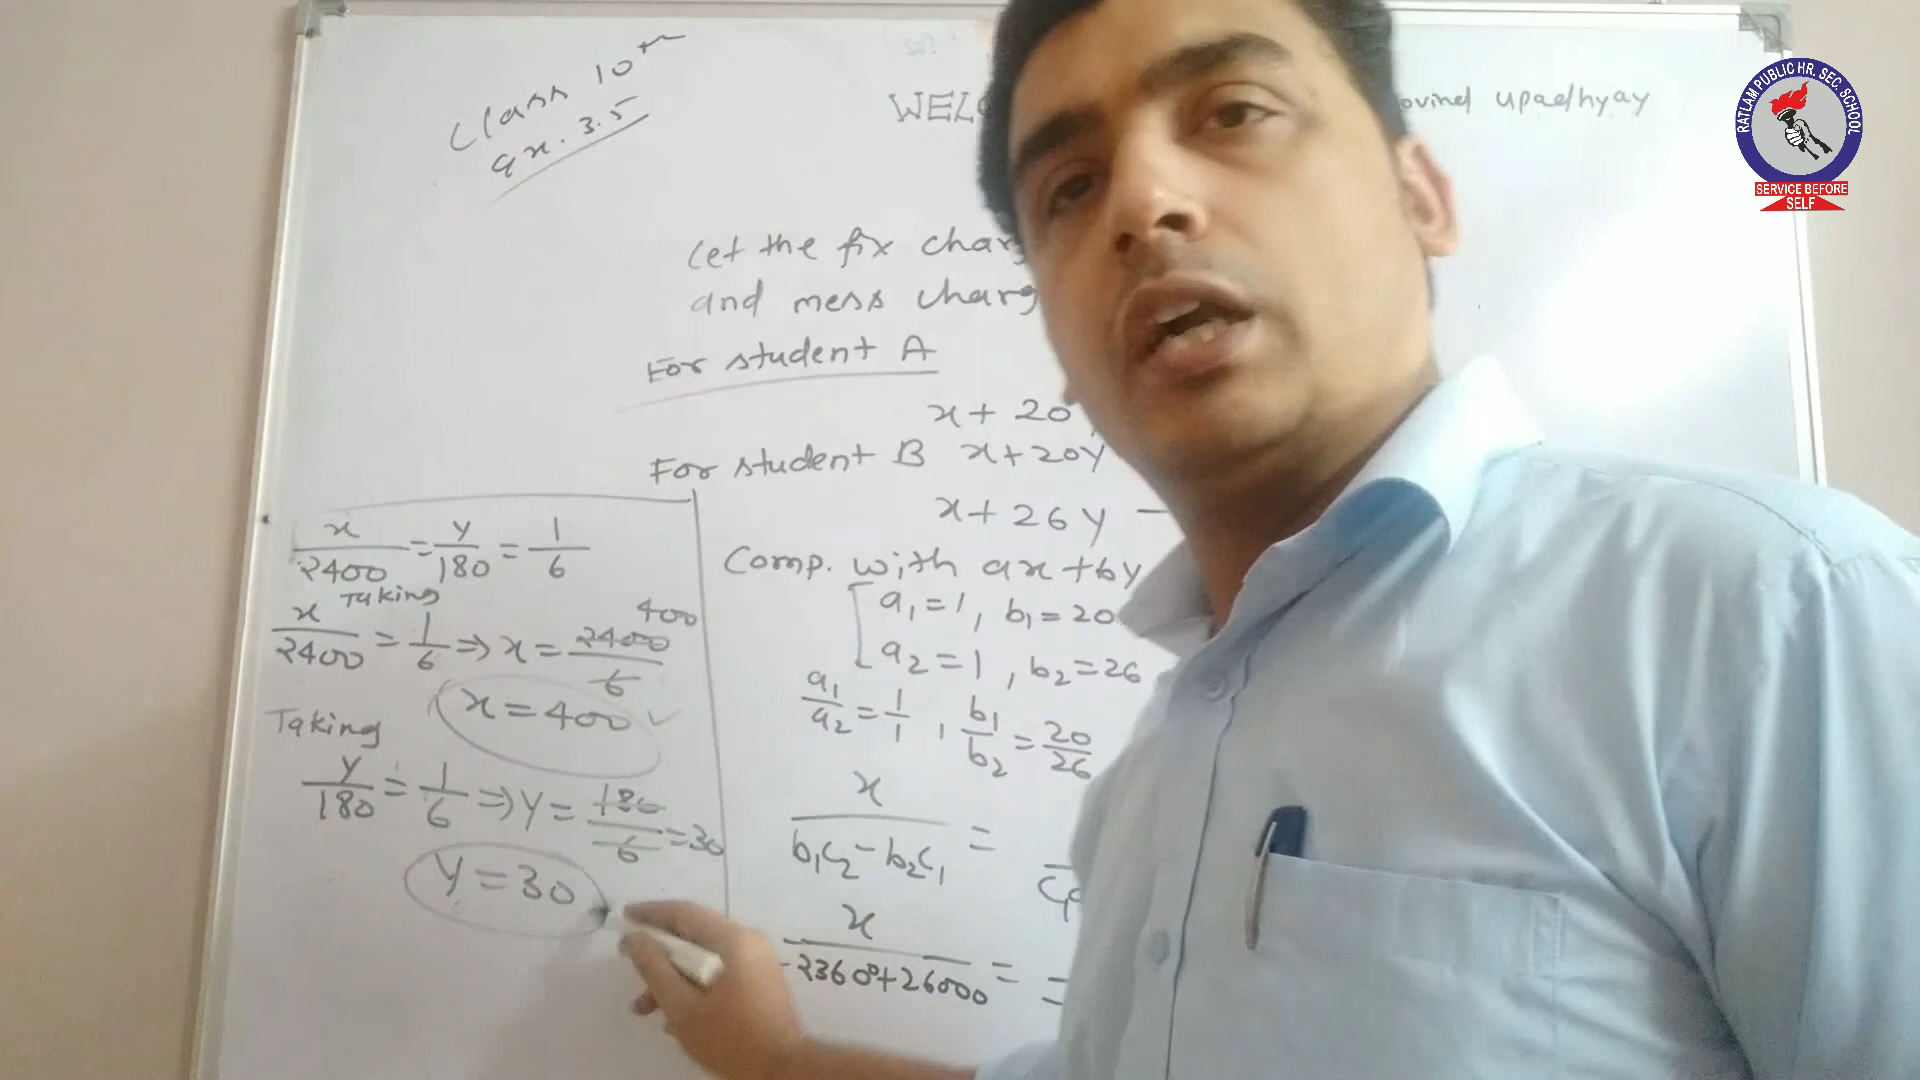 Class 10th
ex. 3.5
WEL
ovind Upadhyay
RATLAM PUBLIC HR. SEC. SCHOOL
SERVICE BEFORE
SELF
Let the fix charg
and mess charg
For student A
x + 20
For student B x + 20y
x + 26y -
Comp. with ax + by
a₁ = 1, b₁ = 20
a₂ = 1, b₂ = 26
a₁/a₂ = 1/1, b₁/b₂ = 20/26
x/(b₁c₂ - b₂c₁) =
x/(-23600 + 26000) = =
x/2400 = y/180 = 1/6
Taking
x/2400 = 1/6 ⇒ x = 2400/6 400
x = 400 ✓
Taking
y/180 = 1/6 ⇒ y = 180/6 = 30
y = 30